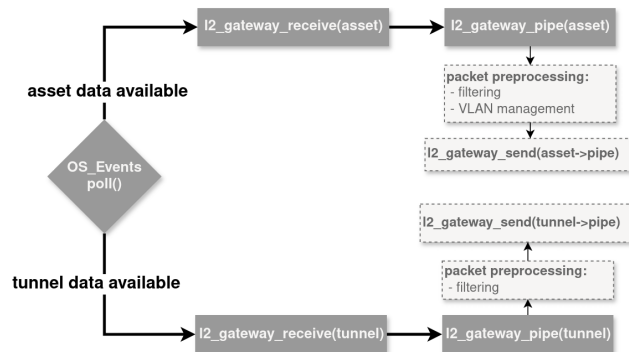 l2_gateway_receive(asset)
l2_gateway_pipe(asset)
packet preprocessing:
- filtering
- VLAN management
asset data available
l2_gateway_send(asset->pipe)
OS_Events
poll()
l2_gateway_send(tunnel->pipe)
tunnel data available
packet preprocessing:
- filtering
l2_gateway_receive(tunnel)
l2_gateway_pipe(tunnel)